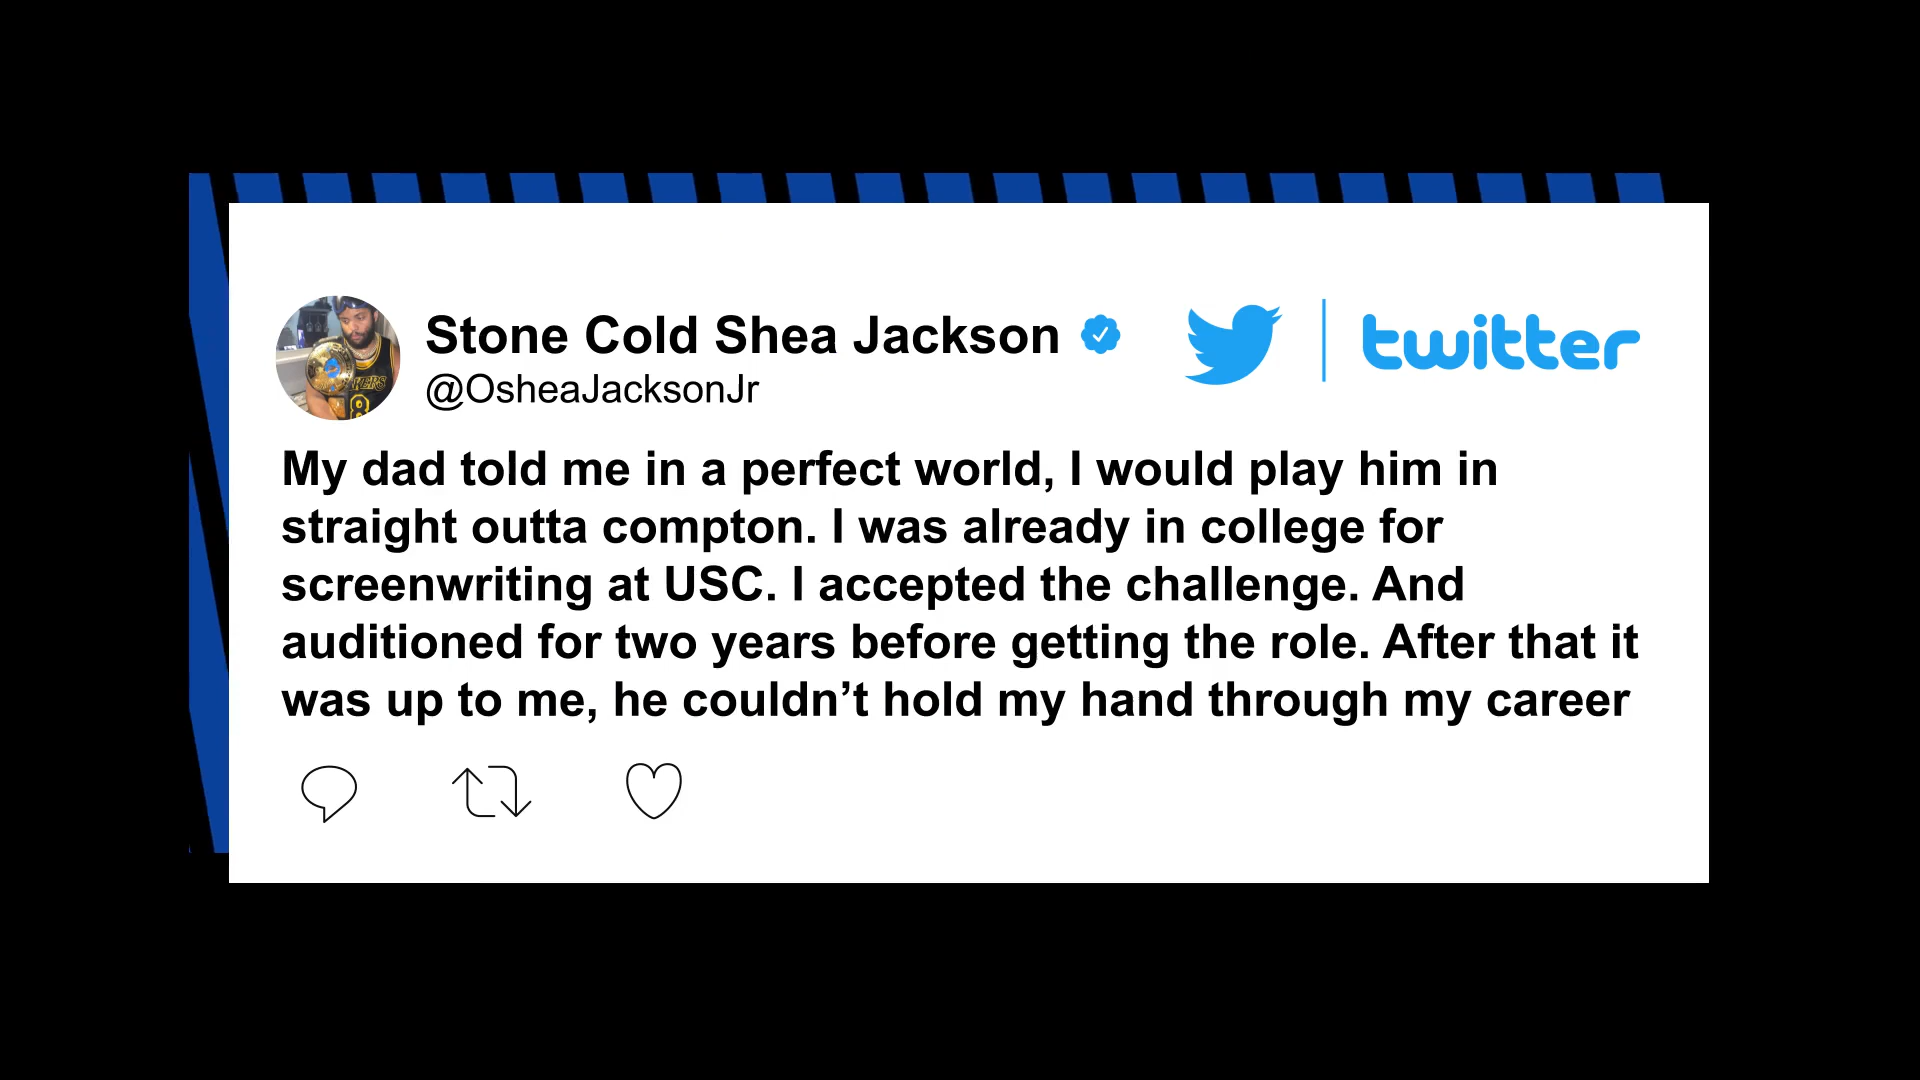 Stone Cold Shea Jackson
twitter
@OsheaJacksonJr
My dad told me in a perfect world, I would play him in
straight outta compton. I was already in college for
screenwriting at USC. I accepted the challenge. And
auditioned for two years before getting the role. After that it
was up to me, he couldn’t hold my hand through my career